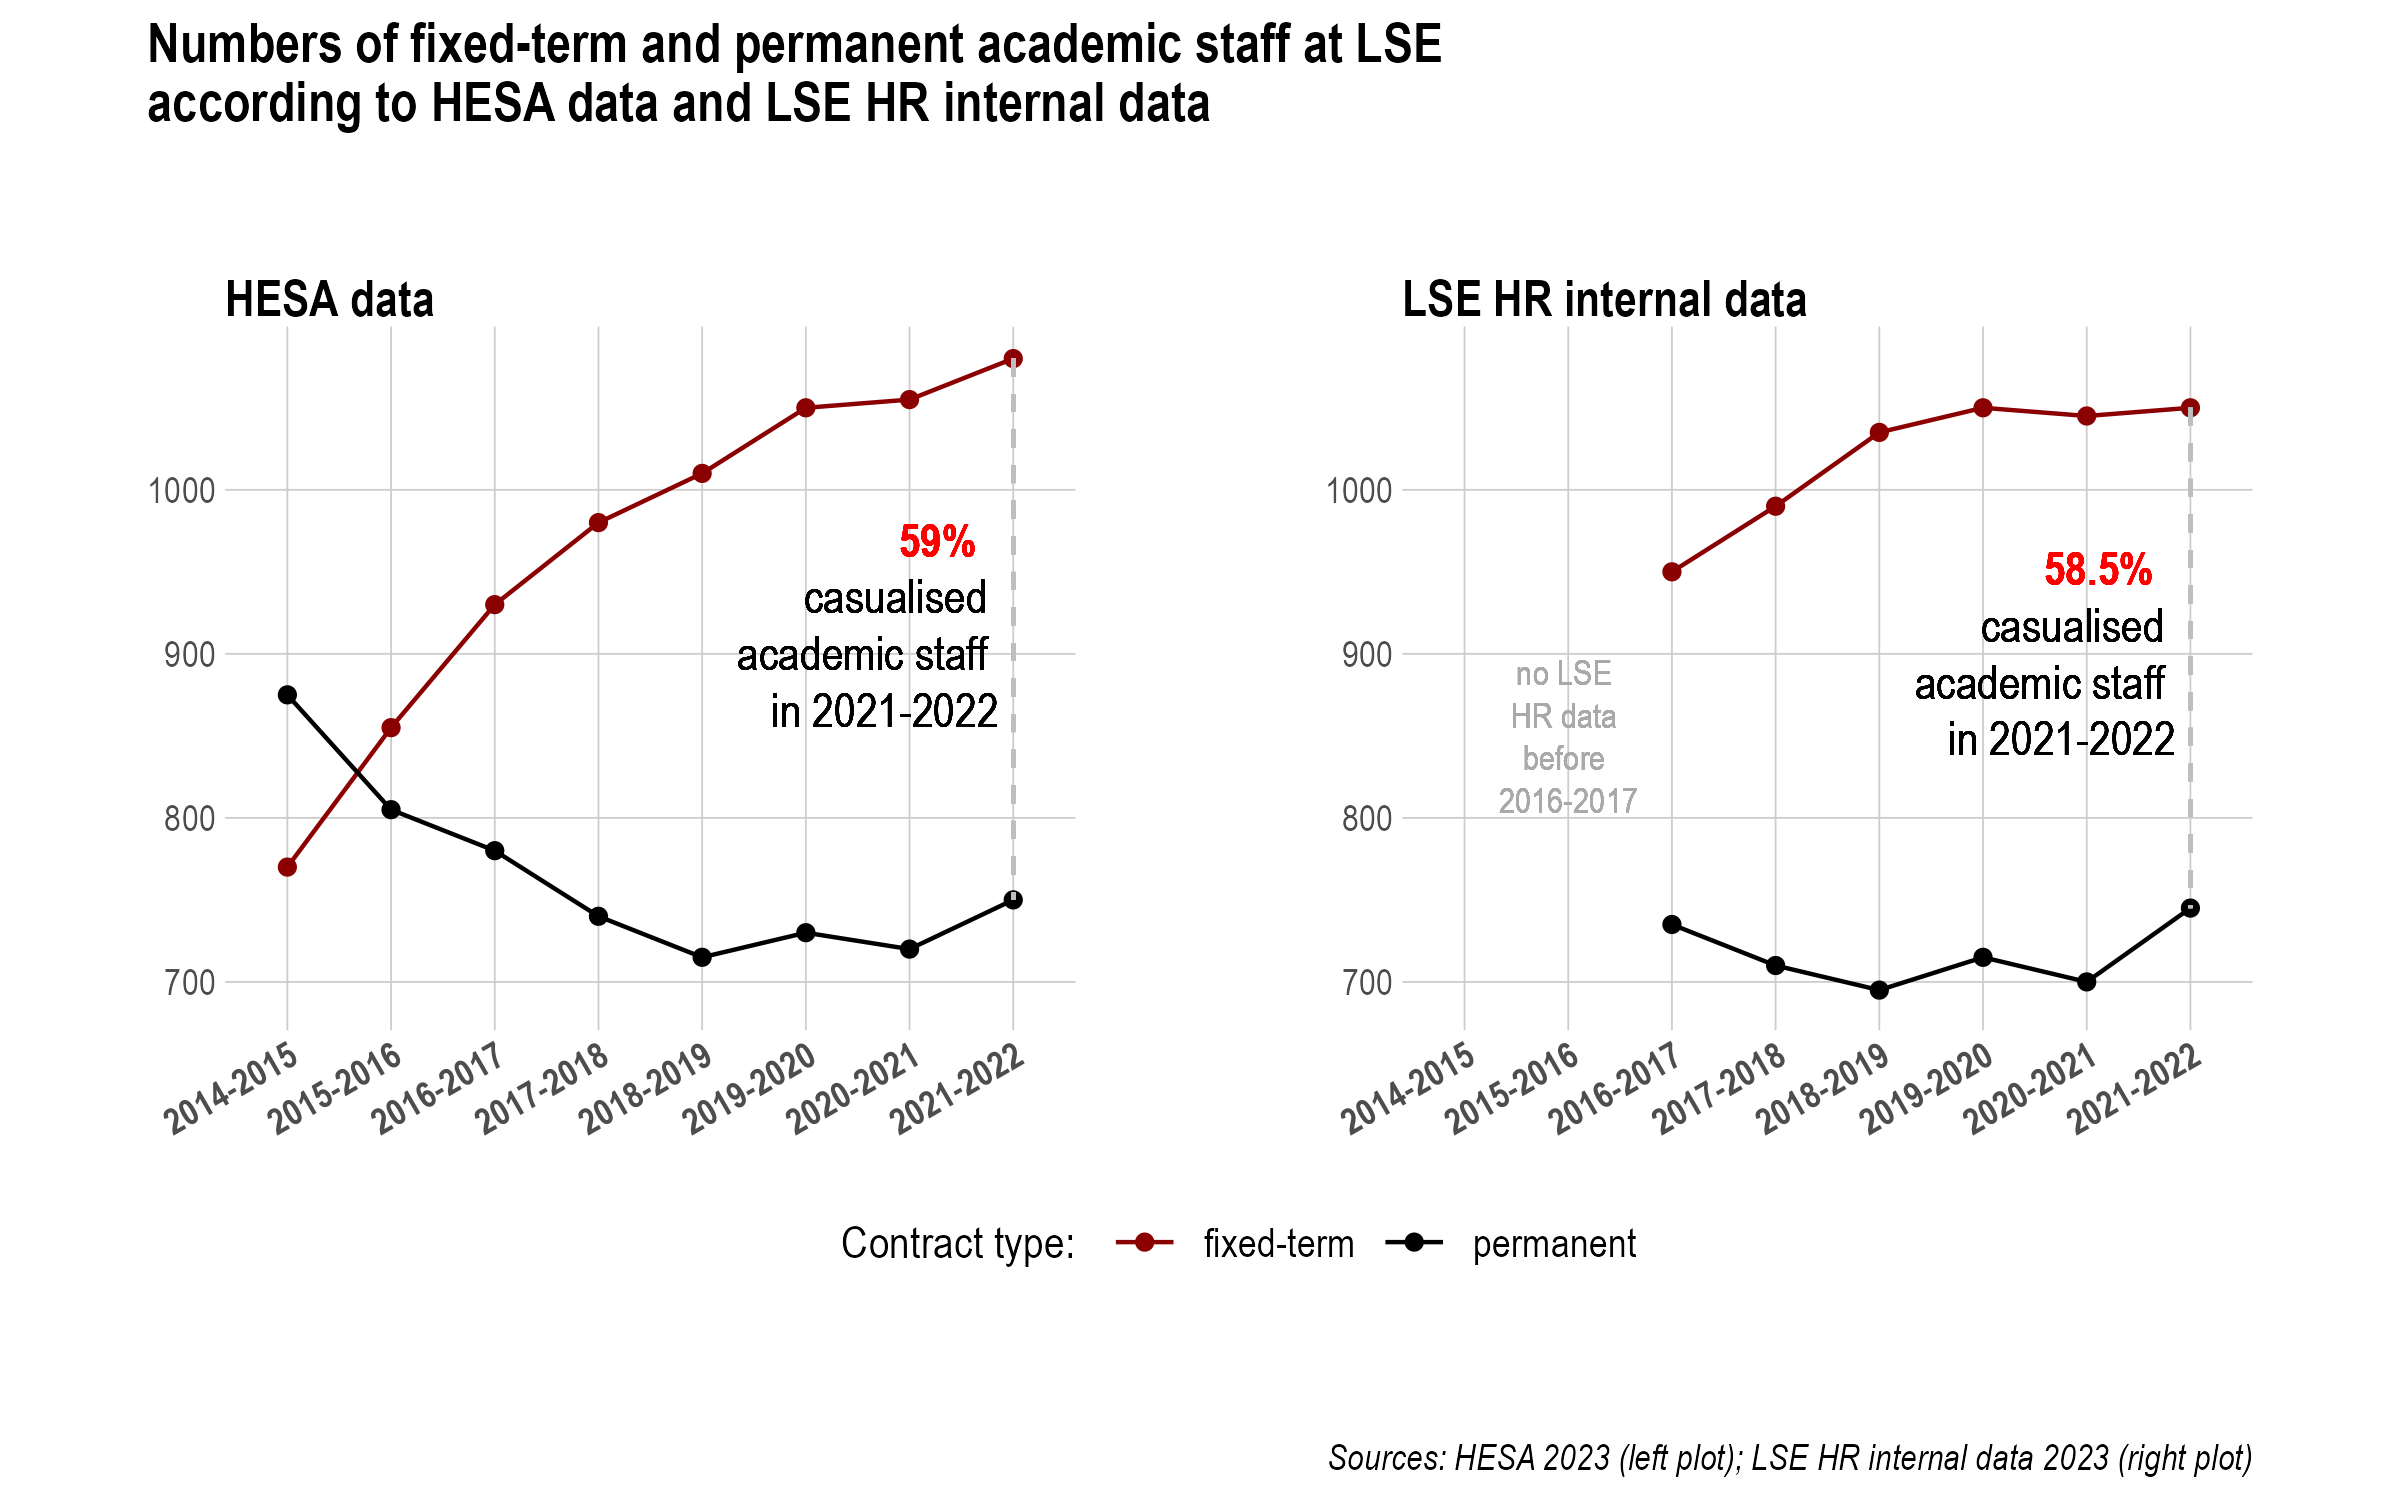 Numbers of fixed-term and permanent academic staff at LSE
according to HESA data and LSE HR internal data
HESA data
1000
900
800
700
59%
casualised
academic staff
in 2021-2022
2014-2015
2015-2016
2016-2017
2017-2018
2018-2019
2019-2020
2020-2021
2021-2022
LSE HR internal data
1000
900
800
700
no LSE
HR data
before
2016-2017
58.5%
casualised
academic staff
in 2021-2022
2014-2015
2015-2016
2016-2017
2017-2018
2018-2019
2019-2020
2020-2021
2021-2022
Contract type: fixed-term permanent
Sources: HESA 2023 (left plot); LSE HR internal data 2023 (right plot)